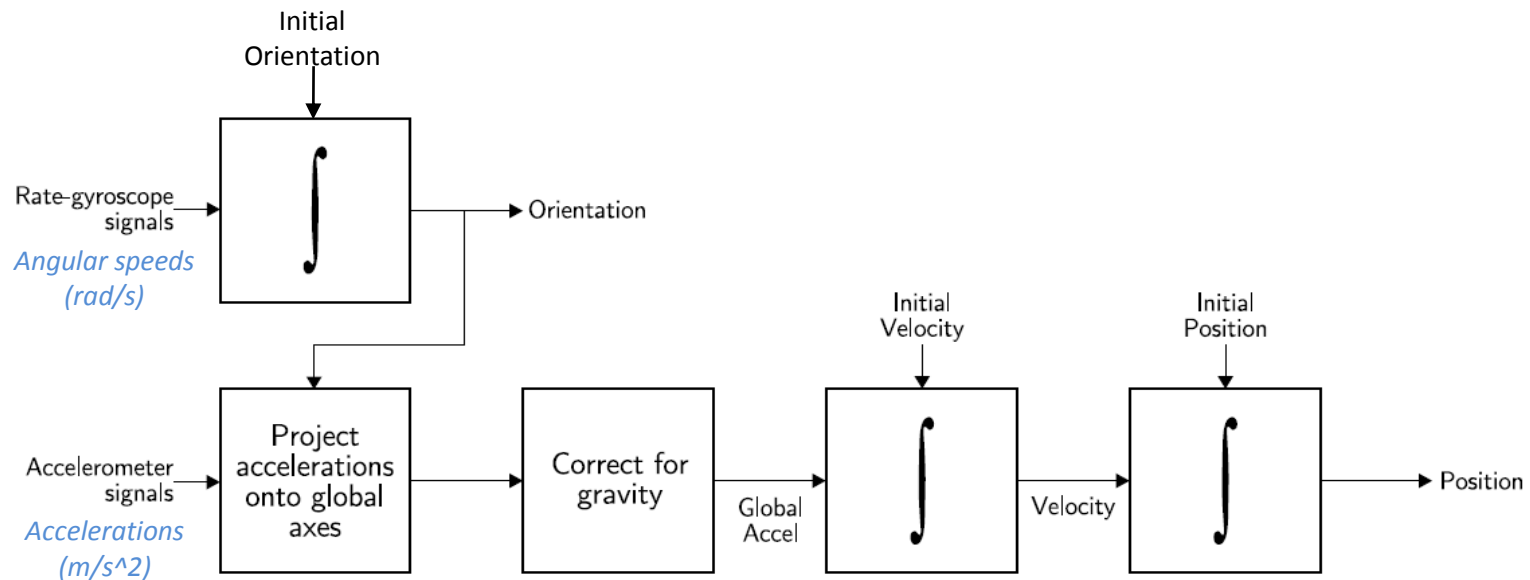 Initial
Orientation
Rate-gyroscope
signals
Angular speeds
(rad/s)
∫
Orientation
Initial
Velocity
Initial
Position
Accelerometer
signals
Accelerations
(m/s^2)
Project
accelerations
onto global
axes
Correct for
gravity
Global
Accel
∫
Velocity
∫
Position